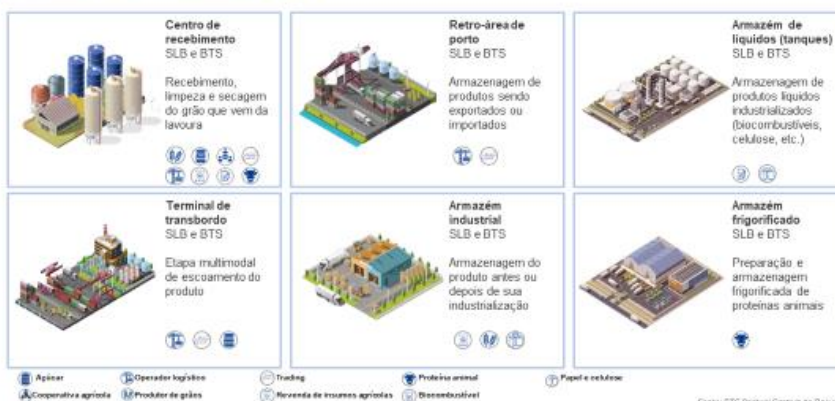 Centro de
recebimento
SLB e BTS
Recebimento,
limpeza e secagem
do grão que vem da
lavoura
Retro-área de
porto
SLB e BTS
Armazenagem de
produtos sendo
exportados ou
importados
Armazém de
líquidos (tanques)
SLB e BTS
Armazenagem de
produtos líquidos
industrializados
(biocombustíveis,
celulose, etc.)
Terminal de
transbordo
SLB e BTS
Etapa multimodal
de escoamento do
produto
Armazém
industrial
SLB e BTS
Armazenagem do
produto antes ou
depois de sua
industrialização
Armazém
frigorificado
SLB e BTS
Preparação e
armazenagem
frigorificada de
proteínas animais
Açúcar
Operador logístico
Trading
Proteína animal
Papel e celulose
Cooperativa agrícola
Produtor de grãos
Revenda de insumos agrícolas
Biocombustível